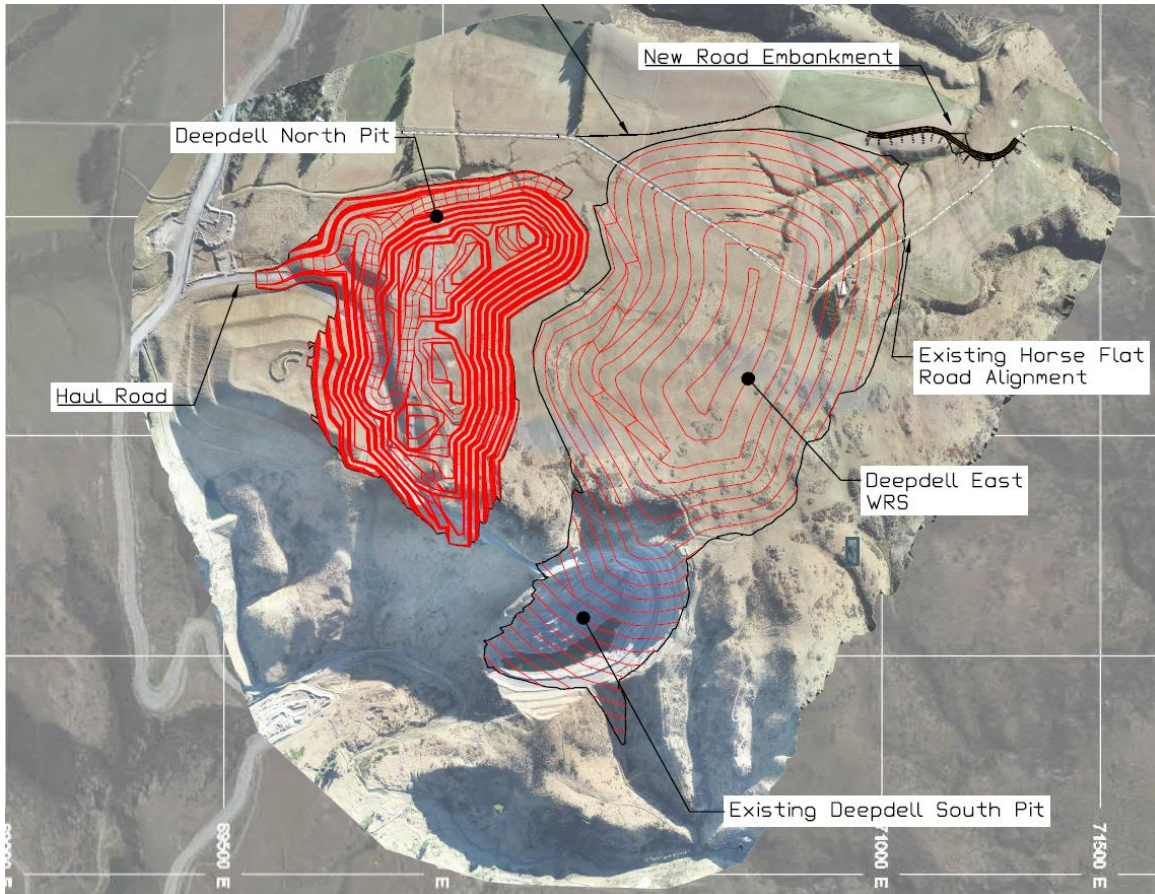 New Road Embankment
Deepdell North Pit
Haul Road
Existing Horse Flat
Road Alignment
Deepdell East
WRS
Existing Deepdell South Pit
69500 E
E
71000 E
71500 E